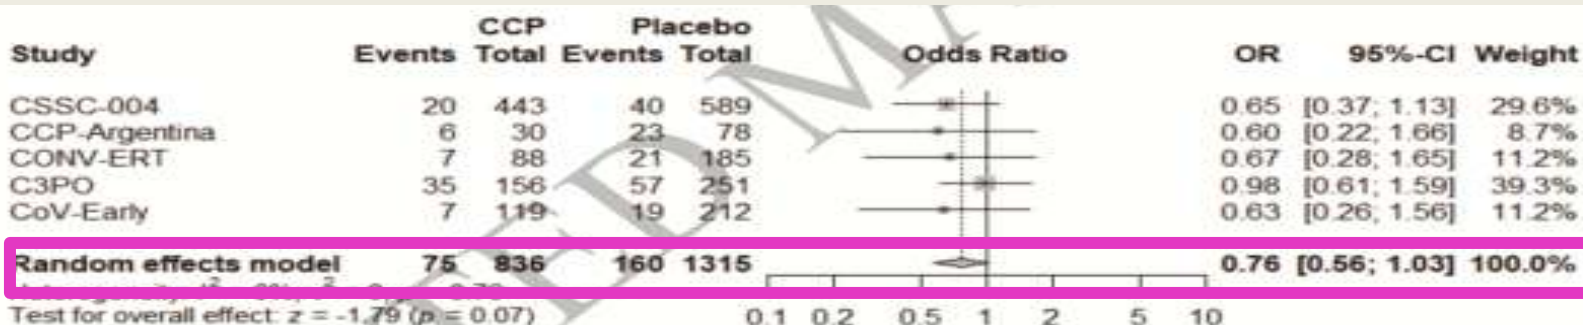 CCP Placebo
Study Events Total Events Total Odds Ratio OR 95%-CI Weight
CSSC-004 20 443 40 589 0.65 [0.37; 1.13] 29.6%
CCP-Argentina 6 30 23 78 0.60 [0.22; 1.66] 8.7%
CONV-ERT 7 88 21 185 0.67 [0.28; 1.65] 11.2%
C3PO 35 156 57 251 0.98 [0.61; 1.59] 39.3%
CoV-Early 7 119 19 212 0.63 [0.26; 1.56] 11.2%
Random effects model 75 836 160 1315 0.76 [0.56; 1.03] 100.0%
Test for overall effect: z = -1.79 (p = 0.07) 0.1 0.2 0.5 1 2 5 10